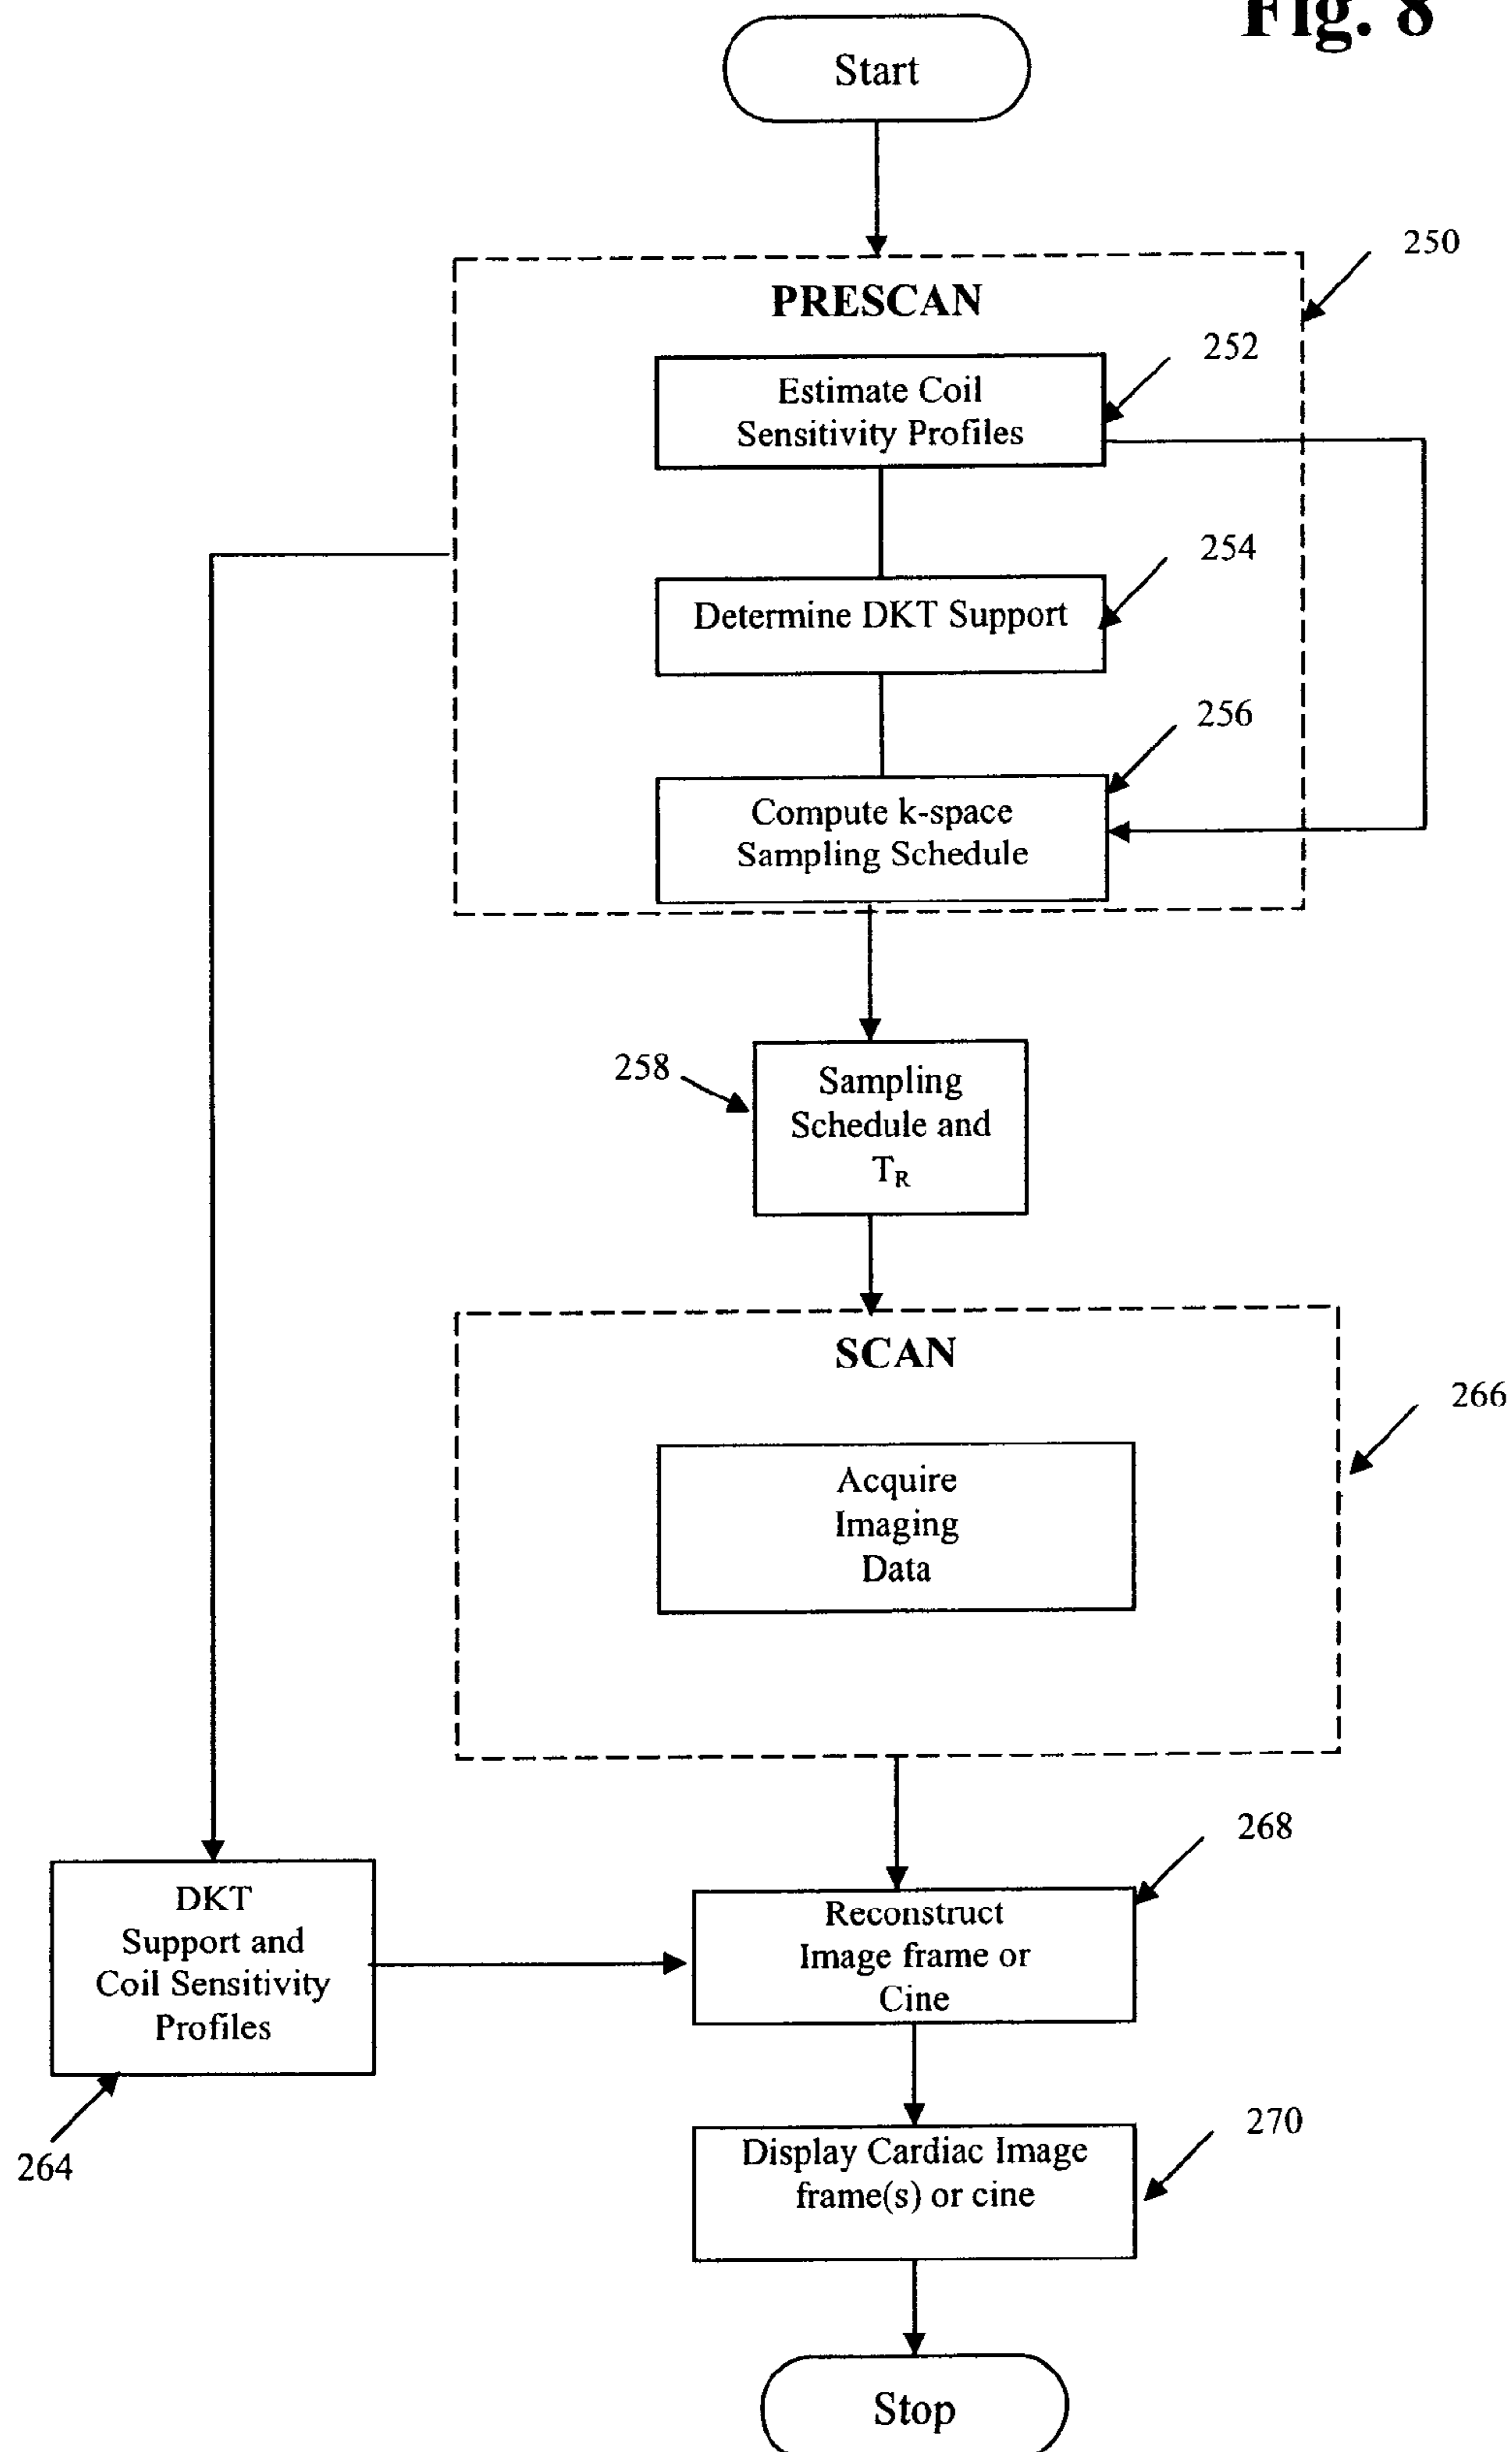 Fig. 8
Start
250
PRESCAN
252
Estimate Coil
Sensitivity Profiles
254
Determine DKT Support
256
Compute k-space
Sampling Schedule
258
Sampling
Schedule and
TR
SCAN
266
Acquire
Imaging
Data
268
DKT
Support and
Coil Sensitivity
Profiles
Reconstruct
Image frame or
Cine
264
270
Display Cardiac Image
frame(s) or cine
Stop